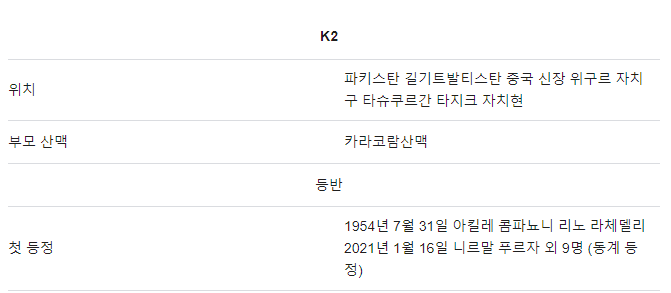 K2
위치
파키스탄 길기트발티스탄 중국 신장 위구르 자치
구 타슈쿠르간 타지크 자치현
부모 산맥
카라코람산맥
등반
첫 등정
1954년 7월 31일 아킬레 콤파뇨니 리노 라체델리
2021년 1월 16일 니르말 푸르자 외 9명 (동계 등
정)